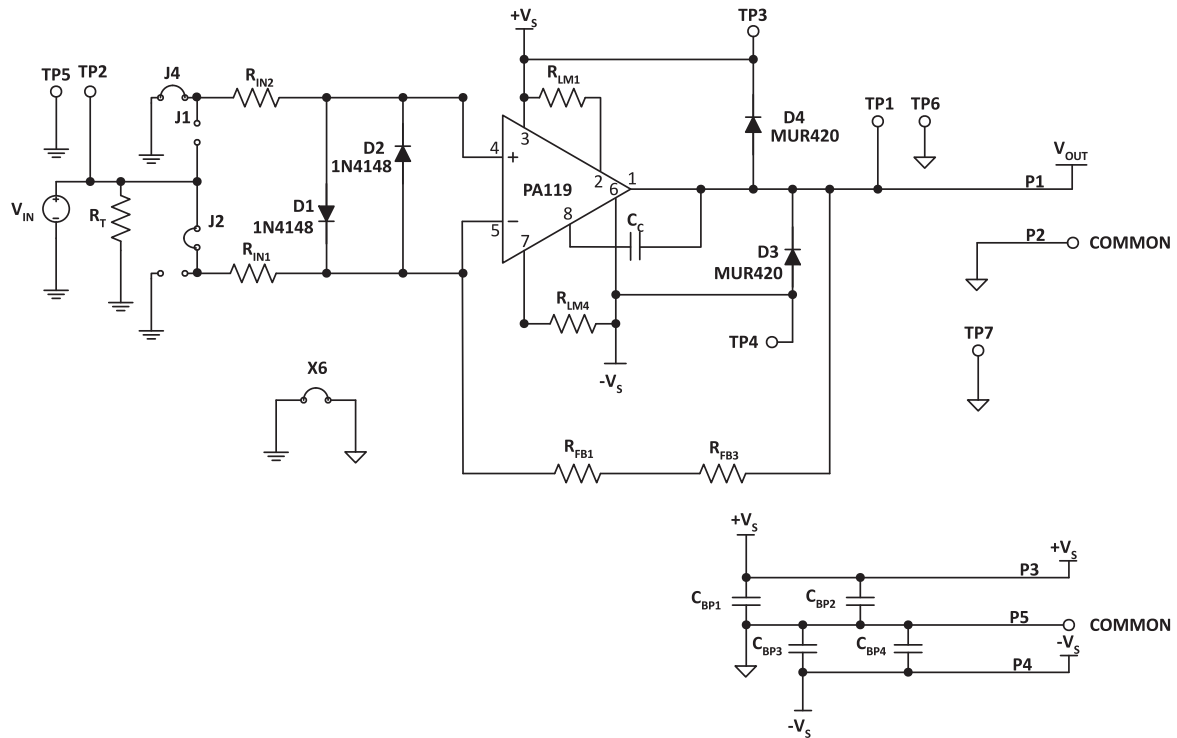 +VS
TP3
TP5 TP2
J4
RIN2
RLM1
J1
D4
MUR420
TP1
TP6
3
4
+
D2
1N4148
VOUT
PA119
2
6
1
P1
VIN
+
−
RT
D1
1N4148
J2
−
5
8
CC
7
P2
COMMON
RIN1
D3
MUR420
RLM4
TP4
TP7
-VS
X6
RFB1
RFB3
+VS
+VS
P3
CBP1
CBP2
P5
COMMON
CBP3
CBP4
-VS
P4
-VS